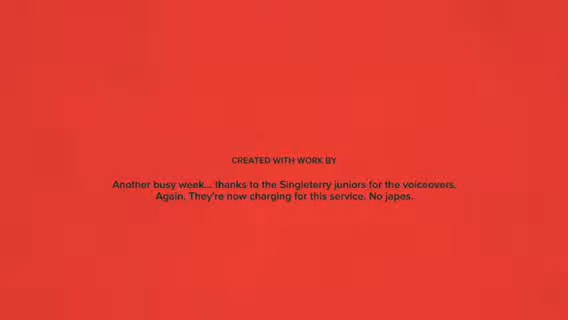 CREATED WITH WORK BY
Another busy week... thanks to the Singleterry juniors for the voiceovers.
Again. They're now charging for this service. No japes.